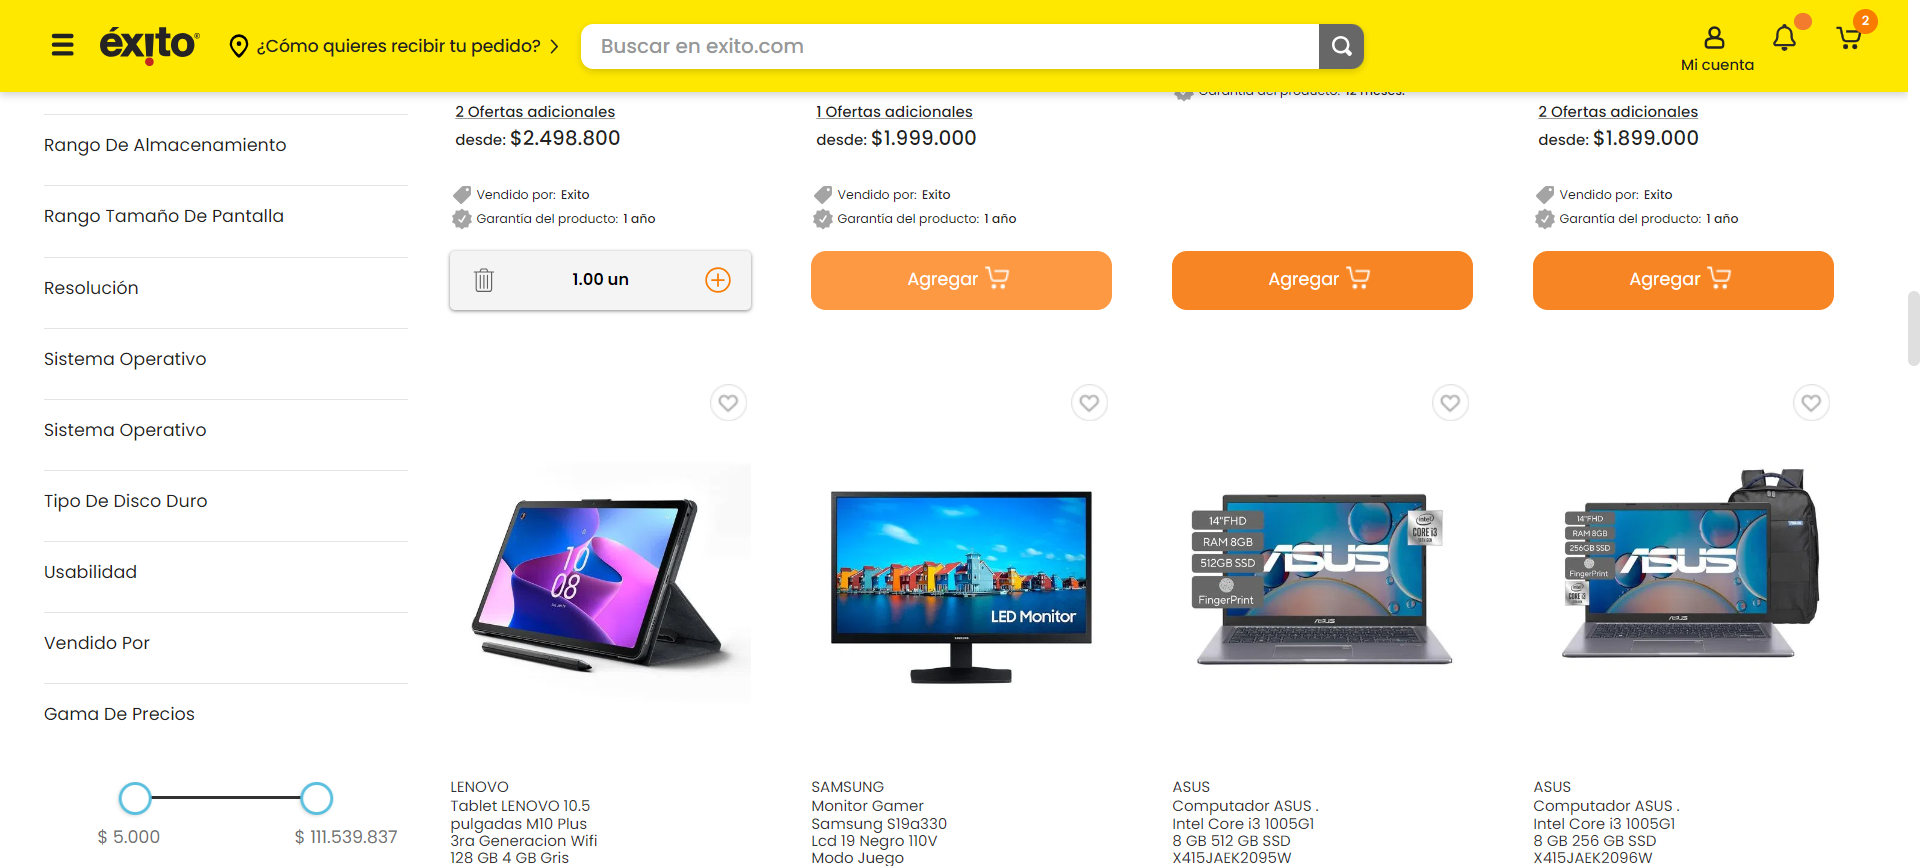 éxito
¿Cómo quieres recibir tu pedido?
Buscar en exito.com
Mi cuenta
2
Rango De Almacenamiento
Rango Tamaño De Pantalla
Resolución
Sistema Operativo
Sistema Operativo
Tipo De Disco Duro
Usabilidad
Vendido Por
Gama De Precios
$ 5.000
$ 111.539.837
2 Ofertas adicionales
desde: $2.498.800
Vendido por: Exito
Garantía del producto: 1 año
1.00 un
1 Ofertas adicionales
desde: $1.999.000
Vendido por: Exito
Garantía del producto: 1 año
Agregar
Garantía del producto: 12 meses.
Agregar
2 Ofertas adicionales
desde: $1.899.000
Vendido por: Exito
Garantía del producto: 1 año
Agregar
10
08
LENOVO
Tablet LENOVO 10.5
pulgadas M10 Plus
3ra Generacion Wifi
128 GB 4 GB Gris
LED Monitor
SAMSUNG
SAMSUNG
Monitor Gamer
Samsung S19a330
Lcd 19 Negro 110V
Modo Juego
14"FHD
RAM 8GB
512GB SSD
FingerPrint
ASUS
intel
CORE i3
ASUS
ASUS
Computador ASUS .
Intel Core i3 1005G1
8 GB 512 GB SSD
X415JAEK2095W
14"FHD
RAM 8GB
256GB SSD
FingerPrint
CORE i3
ASUS
ASUS
ASUS
Computador ASUS .
Intel Core i3 1005G1
8 GB 256 GB SSD
X415JAEK2096W